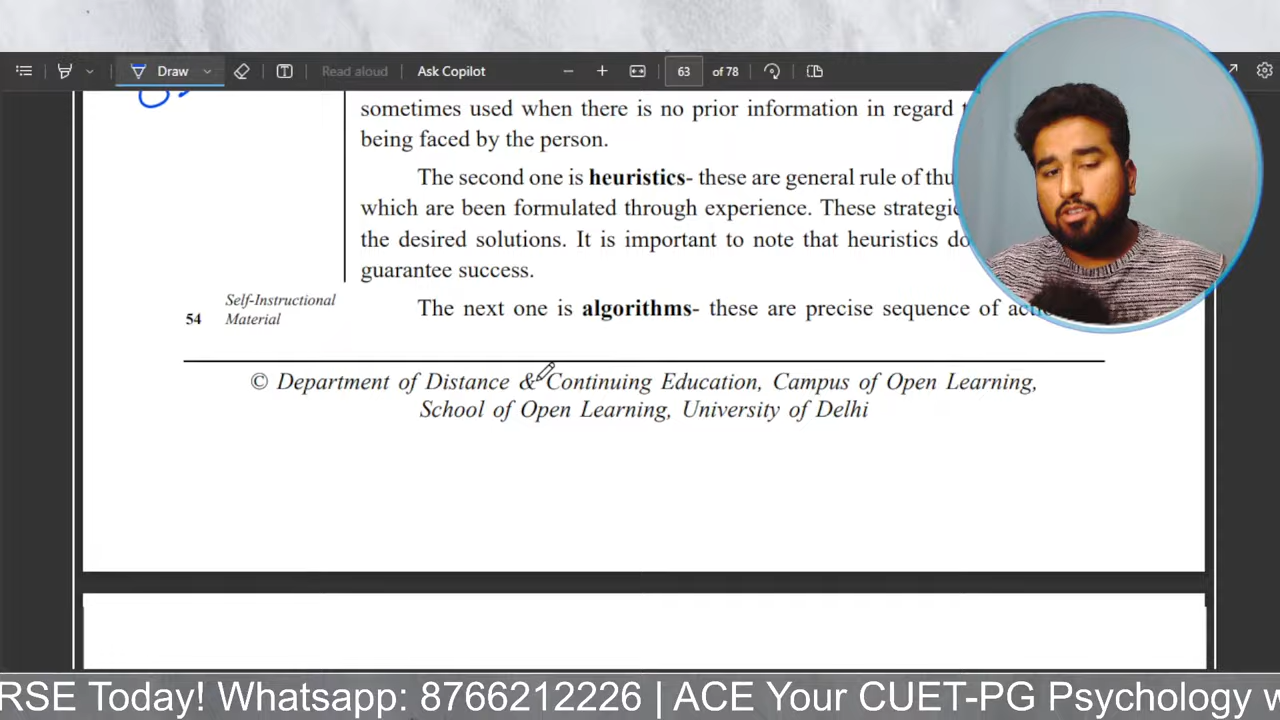 Draw
Read aloud
Ask Copilot
63
of 78
sometimes used when there is no prior information in regard
being faced by the person.
The second one is heuristics- these are general rule of
which are been formulated through experience. These
the desired solutions. It is important to note that heuristics
guarantee success.
Self-Instructional
54
Material
The next one is algorithms- these are precise sequence of
© Department of Distance & Continuing Education, Campus of Open Learning,
School of Open Learning, University of Delhi
RSE Today! Whatsapp: 8766212226 | ACE Your CUET-PG Psychology